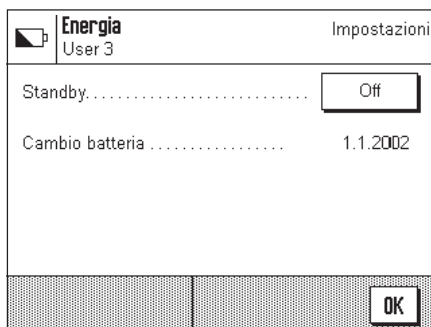 Energia Impostazioni
User 3
Standby............................ Off
Cambio batteria ................. 1.1.2002
OK